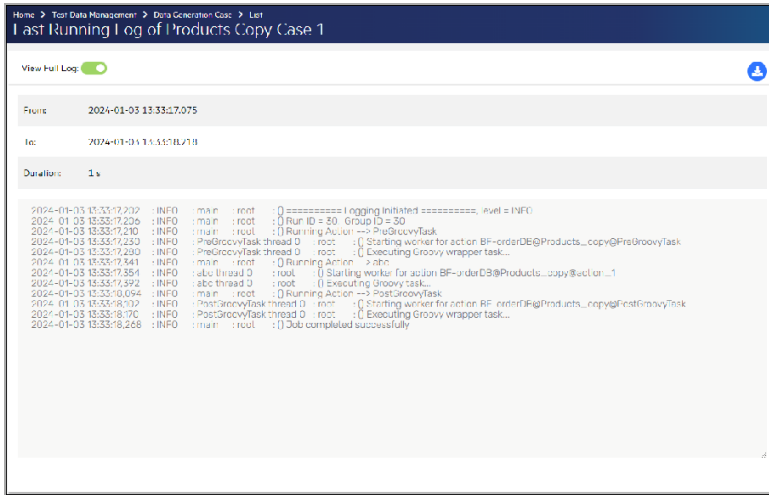 Home > Test Data Management > Data Generation Case > List
Last Running Log of Products Copy Case 1
View Full Log:
From: 2024-01-03 13:33:17.075
To: 2024-01-03 13:33:18.218
Duration: 1 s
2024-01-03 13:33:17,202 : INFO : main : root : () ========== Logging Initiated ==========, level = INFO
2024-01-03 13:33:17,206 : INFO : main : root : () Run ID = 30, Group ID = 30
2024-01-03 13:33:17,210 : INFO : main : root : () Running Action --> PreGroovyTask
2024-01-03 13:33:17,230 : INFO : PreGroovyTask thread 0 : root : () Starting worker for action BF-orderDB@Products_copy@PreGroovyTask
2024-01-03 13:33:17,280 : INFO : PreGroovyTask thread 0 : root : () Executing Groovy wrapper task...
2024-01-03 13:33:17,341 : INFO : main : root : () Running Action --> abc
2024-01-03 13:33:17,354 : INFO : abc thread 0 : root : () Starting worker for action BF-orderDB@Products_copy@action_1
2024-01-03 13:33:17,392 : INFO : abc thread 0 : root : () Executing Groovy task...
2024-01-03 13:33:18,094 : INFO : main : root : () Running Action --> PostGroovyTask
2024-01-03 13:33:18,102 : INFO : PostGroovyTask thread 0 : root : () Starting worker for action BF-orderDB@Products_copy@PostGroovyTask
2024-01-03 13:33:18,170 : INFO : PostGroovyTask thread 0 : root : () Executing Groovy wrapper task...
2024-01-03 13:33:18,268 : INFO : main : root : () Job completed successfully